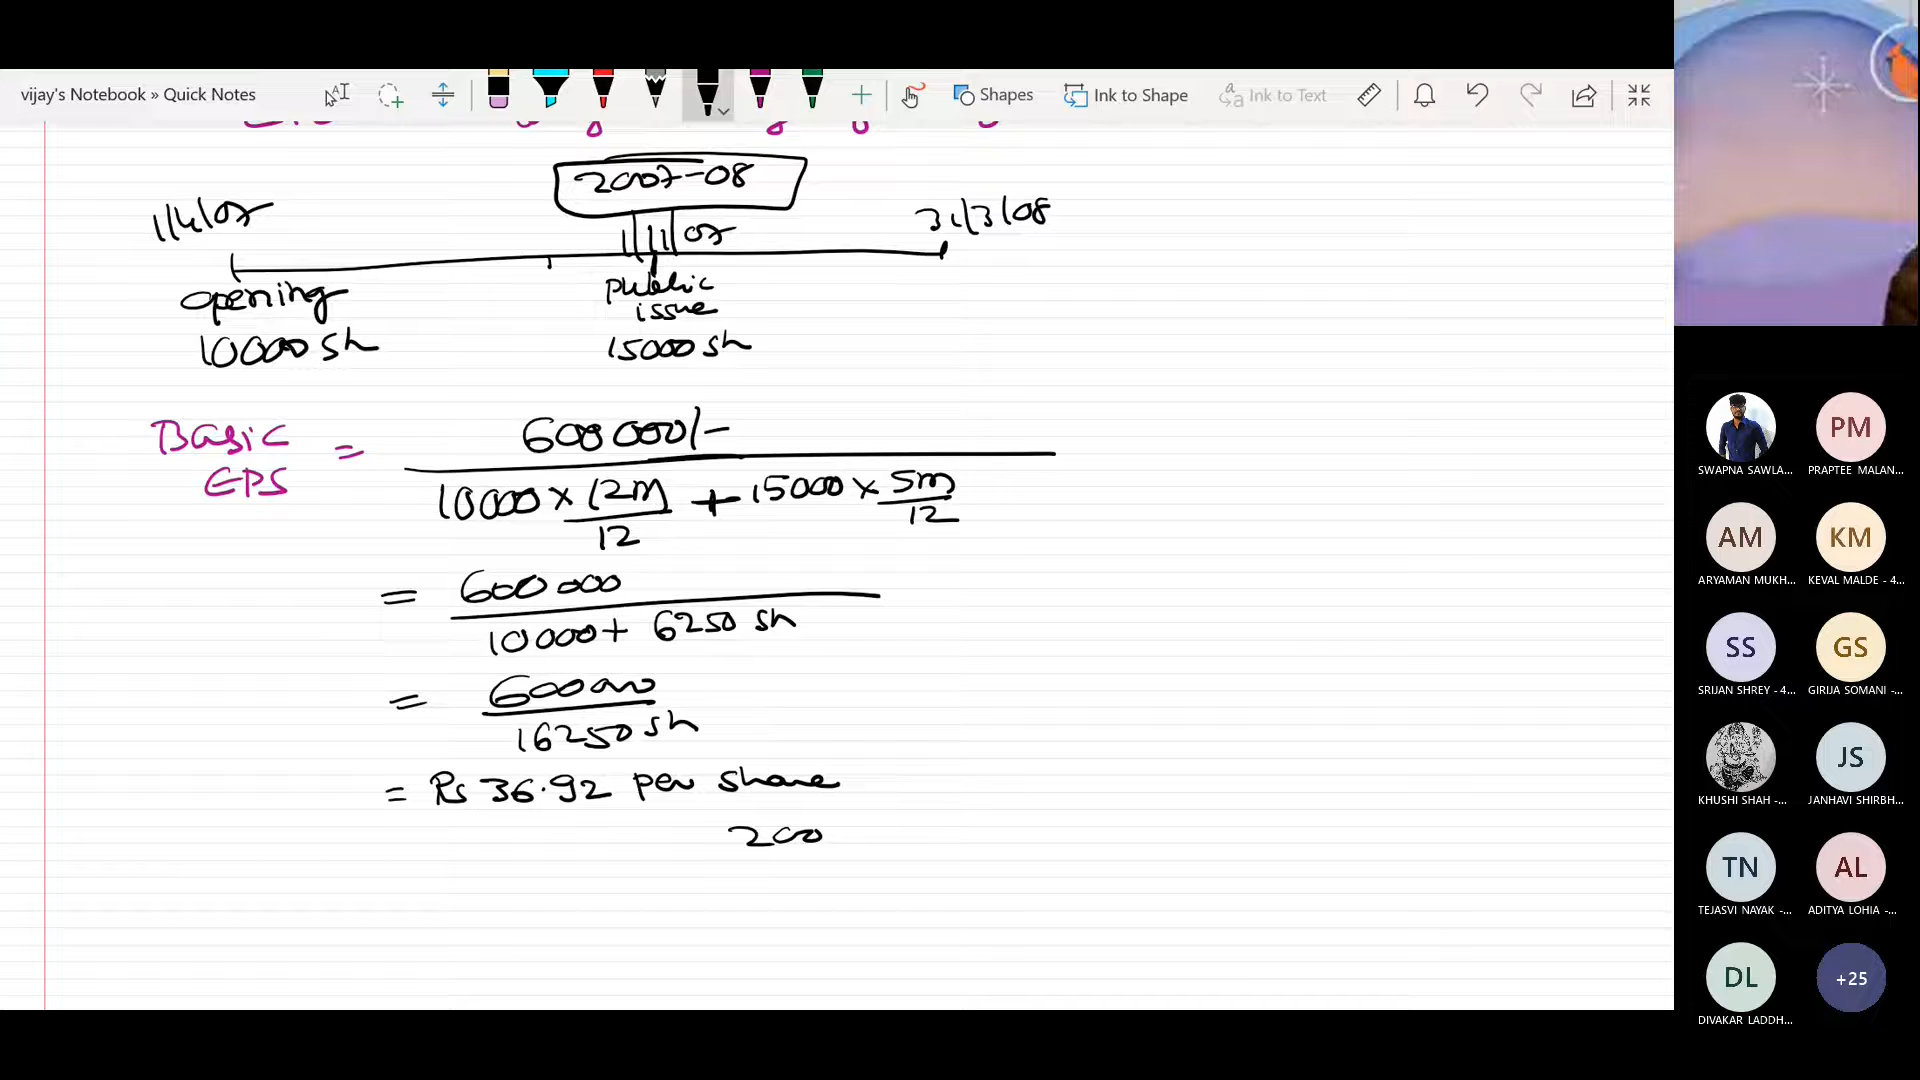 vijay's Notebook » Quick Notes
Shapes
Ink to Shape
Ink to Text
2007-08
1/4/07
1/11/07
31/3/08
opening
public
issue
10000 sh
15000 sh
Basic
EPS
=
600000/-
10000 × 12m + 15000 × 5m
12
12
= 600000
10000 + 6250 sh
= 600000
16250 sh
= Rs 36.92 per share
200
PM
SWAPNA SAWLA...
PRAPTEE MALAN...
AM
KM
ARYAMAN MUKH...
KEVAL MALDE - 4...
SS
GS
SRIJAN SHREY - 4...
GIRIJA SOMANI -...
JS
KHUSHI SHAH -...
JANHAVI SHIRBH...
TN
AL
TEJASVI NAYAK -...
ADITYA LOHIA -...
DL
+25
DIVAKAR LADDH...